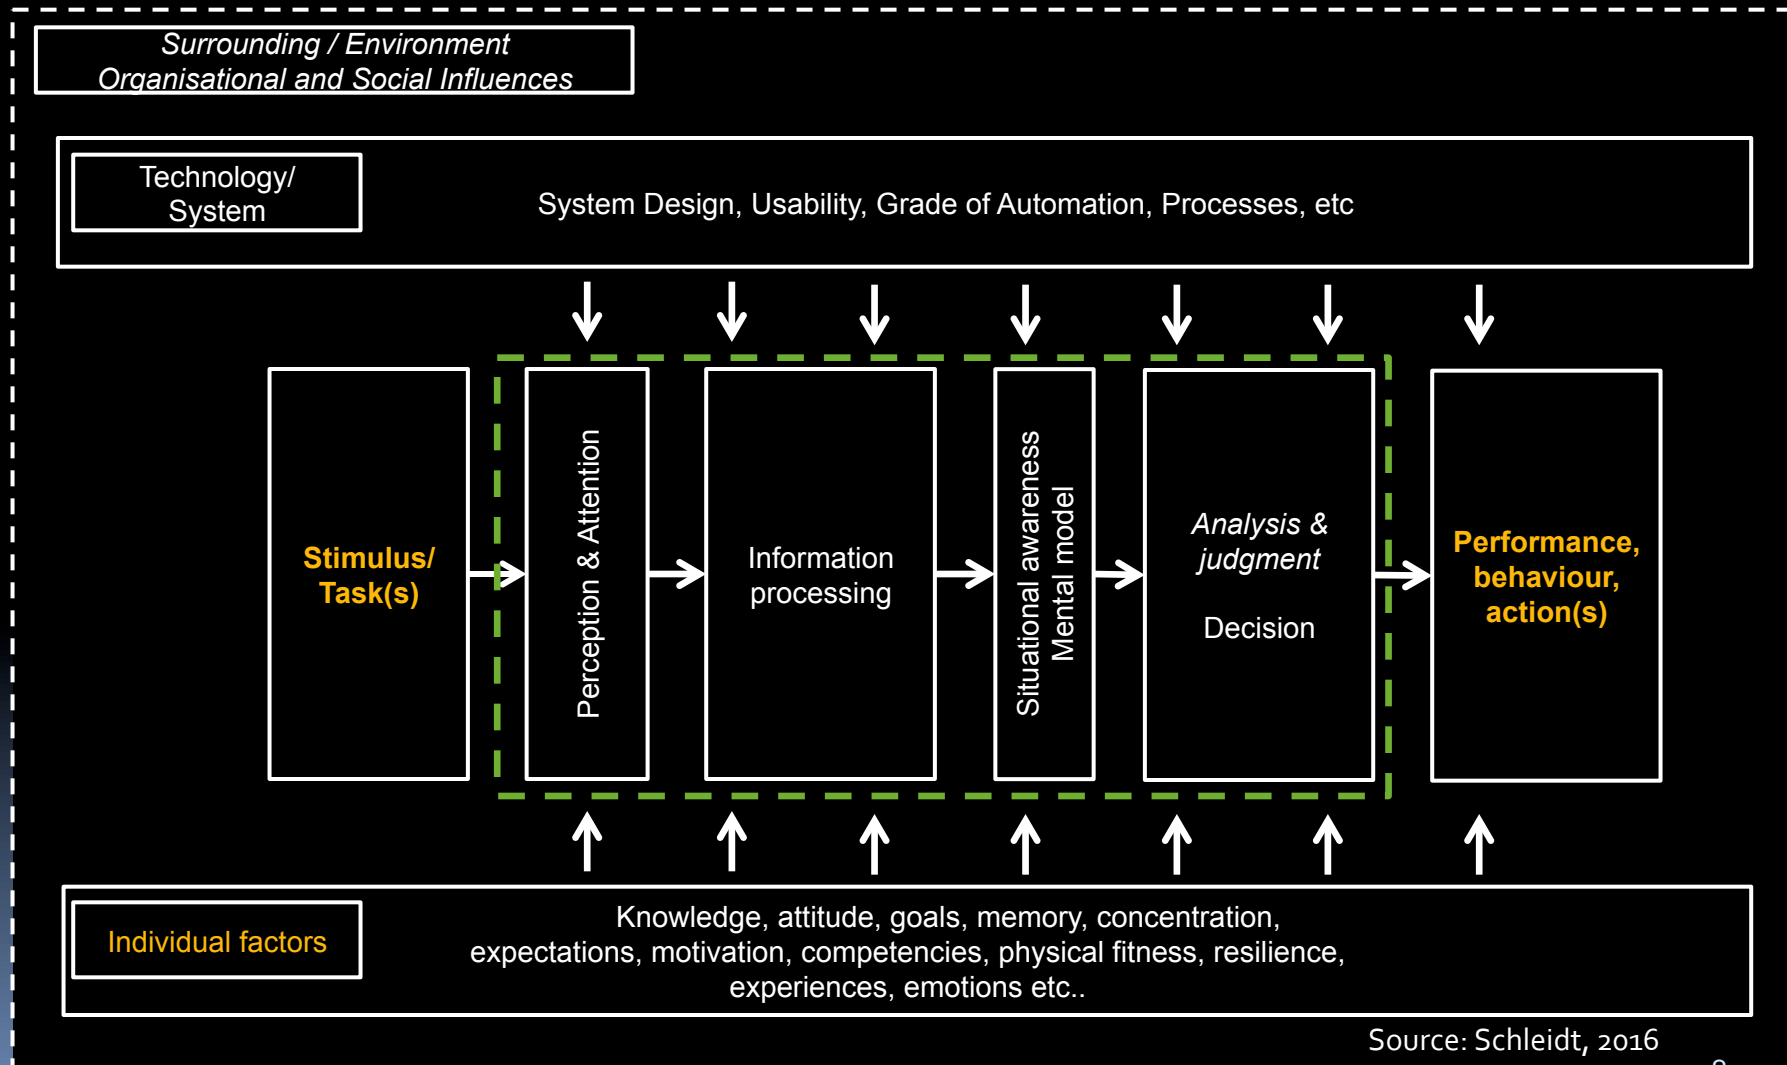 Surrounding / Environment
Organisational and Social Influences
Technology/
System
System Design, Usability, Grade of Automation, Processes, etc
Stimulus/
Task(s)
Perception & Attention
Information
processing
Situational awareness
Mental model
Analysis &
judgment
Decision
Performance,
behaviour,
action(s)
Individual factors
Knowledge, attitude, goals, memory, concentration,
expectations, motivation, competencies, physical fitness, resilience,
experiences, emotions etc..
Source: Schleidt, 2016